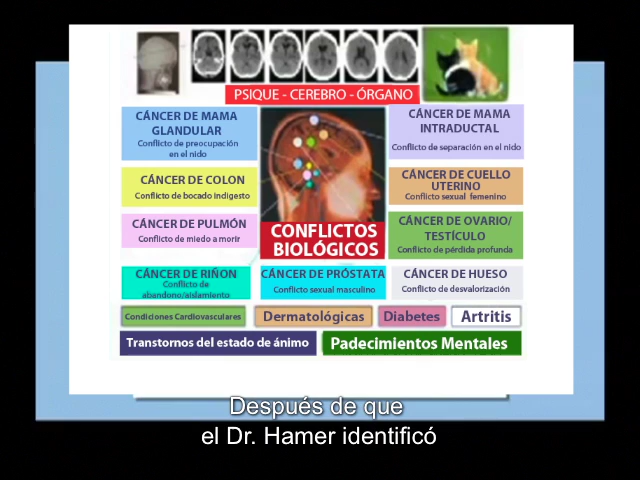 PSIQUE - CEREBRO - ÓRGANO
CÁNCER DE MAMA
GLANDULAR
Conflicto de preocupación
en el nido
CÁNCER DE COLON
Conflicto de bocado indigesto
CÁNCER DE PULMÓN
Conflicto de miedo a morir
CÁNCER DE RIÑON
Conflicto de
abandono/aislamiento
CONFLICTOS
BIOLÓGICOS
CÁNCER DE PRÓSTATA
Conflicto sexual masculino
CÁNCER DE MAMA
INTRADUCTAL
Conflicto de separación en el nido
CÁNCER DE CUELLO
UTERINO
Conflicto sexual femenino
CÁNCER DE OVARIO/
TESTÍCULO
Conflicto de pérdida profunda
CÁNCER DE HUESO
Conflicto de desvalorización
Condiciones Cardiovasculares
Dermatológicas
Diabetes
Artritis
Transtornos del estado de ánimo
Padecimientos Mentales
Después de que
el Dr. Hamer identificó